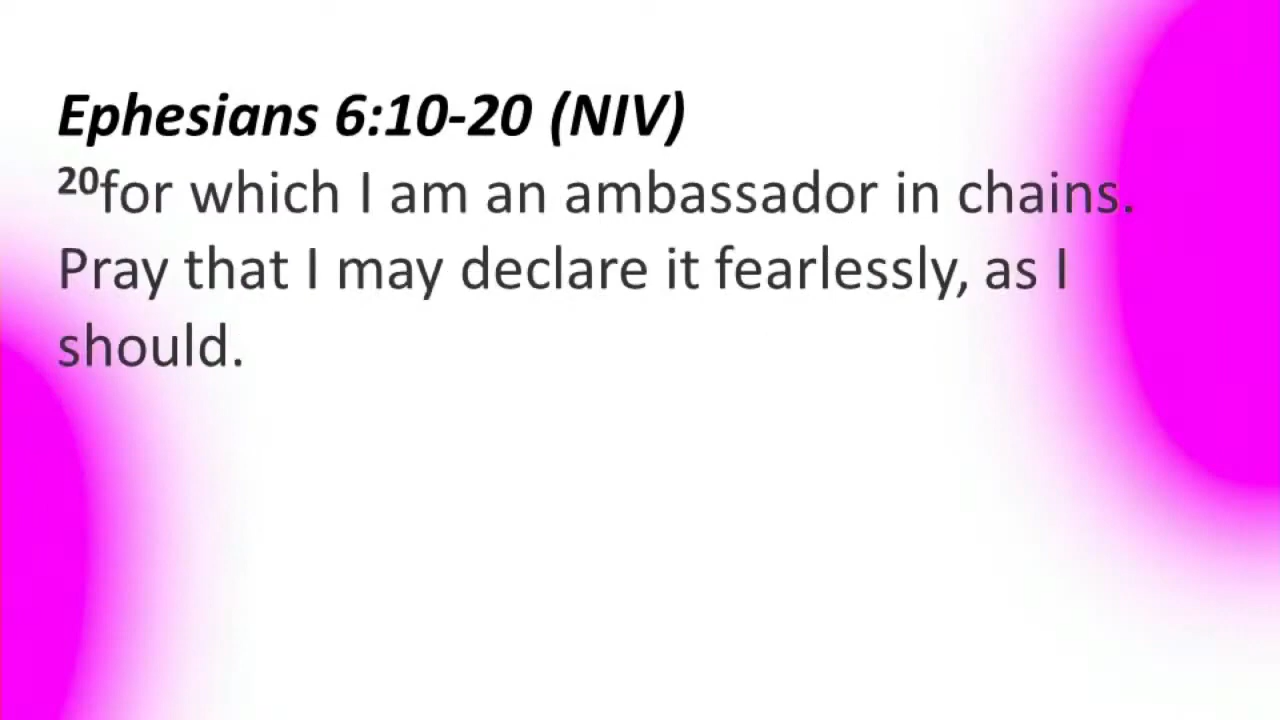 Ephesians 6:10-20 (NIV)
20for which I am an ambassador in chains.
Pray that I may declare it fearlessly, as I
should.